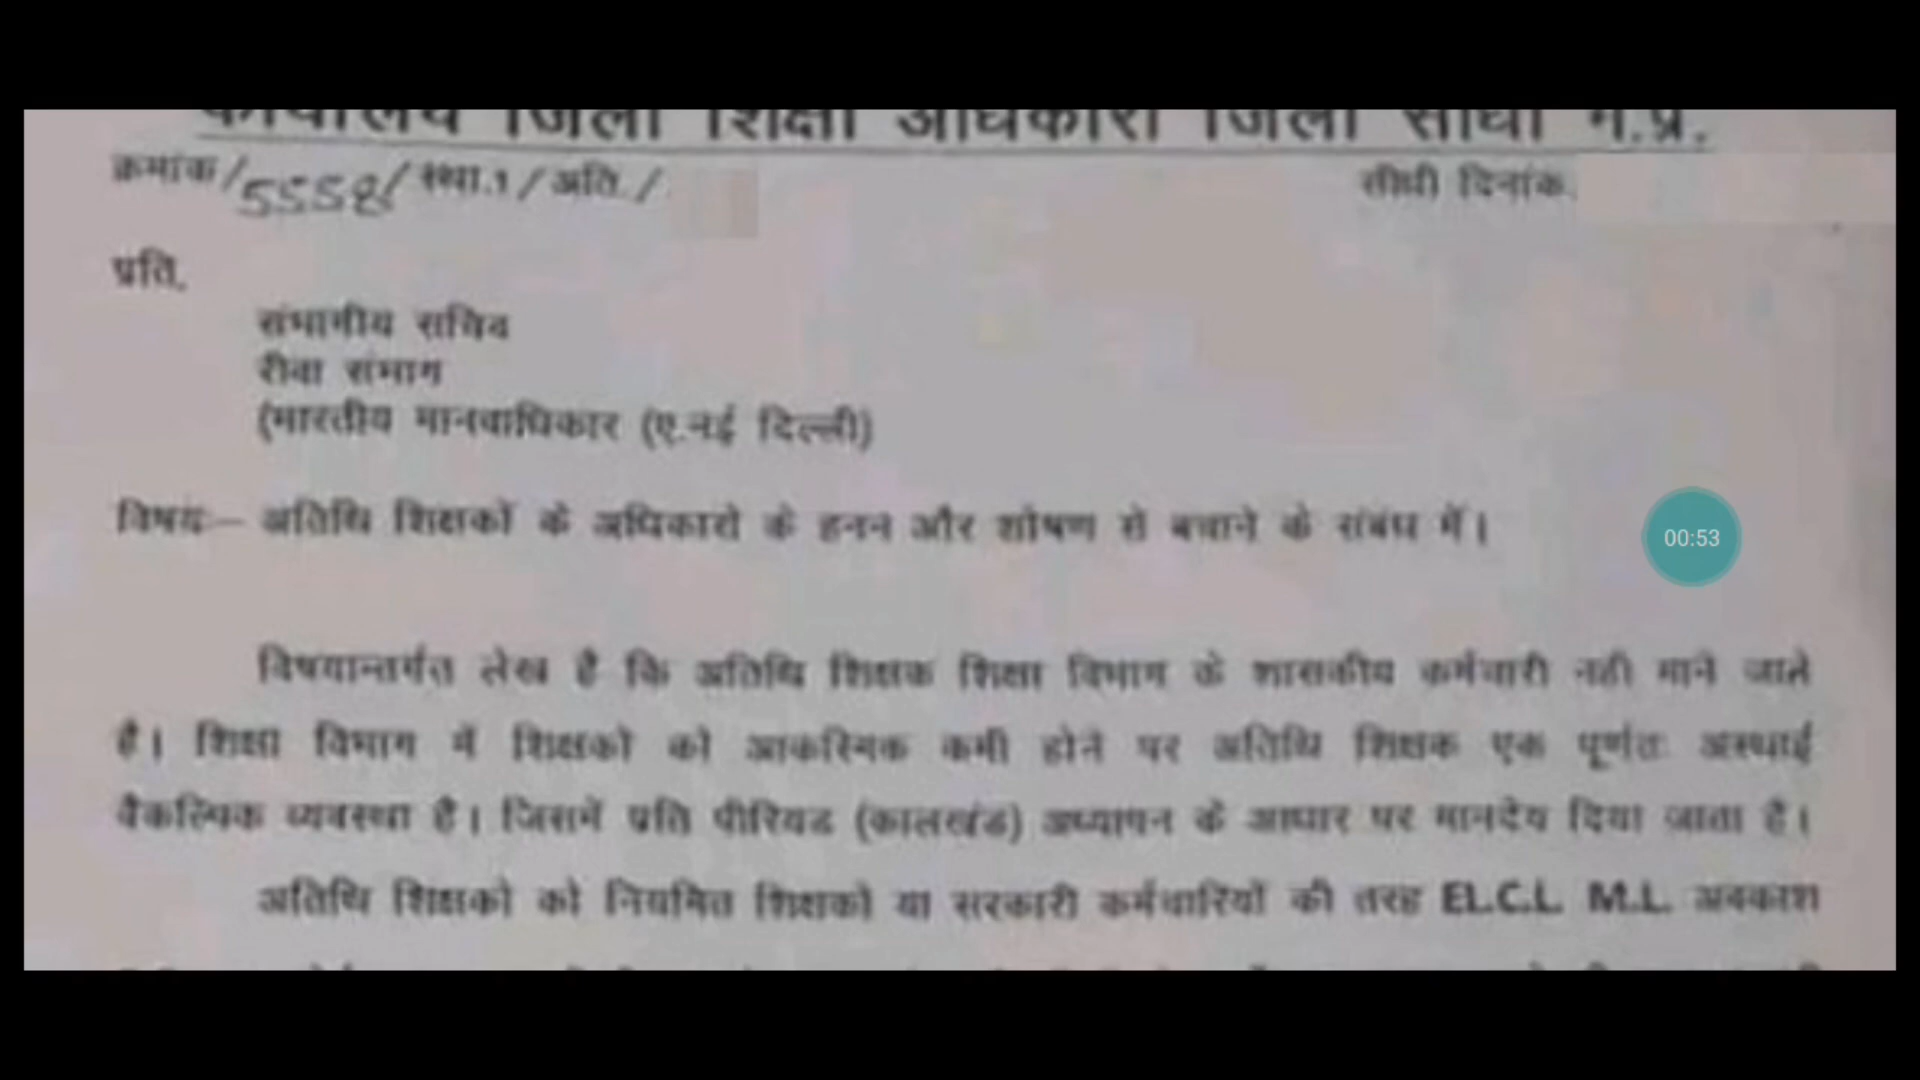 कार्यालय जिला शिक्षा अधिकारी जिला सीधी म.प्र.
क्रमांक/5558/स्था.1/अति./
सीधी दिनांक.
प्रति,
संभागीय सचिव
रीवा संभाग
(भारतीय मानवाधिकार (ए.नई दिल्ली)
विषयः— अतिथि शिक्षकों के अधिकारो के हनन और शोषण से बचाने के संबंध में।
00:53
विषयान्तर्गत लेख है कि अतिथि शिक्षक शिक्षा विभाग के शासकीय कर्मचारी नही माने जाते
है। शिक्षा विभाग में शिक्षको को आकस्मिक कमी होने पर अतिथि शिक्षक एक पूर्णतः अस्थाई
वैकल्पिक व्यवस्था है। जिसमें प्रति पीरियड (कालखंड) अध्यापन के आधार पर मानदेय दिया जाता है।
अतिथि शिक्षको को नियमित शिक्षको या सरकारी कर्मचारियों की तरह EL.C.L. M.L. अवकाश